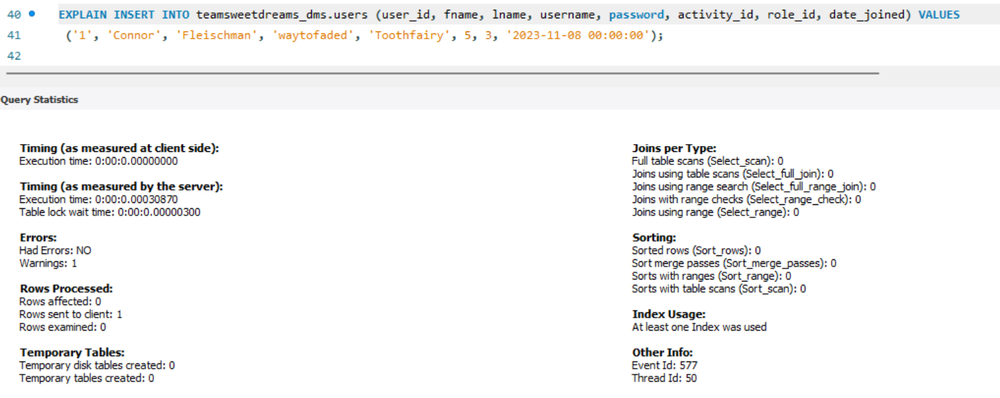 40 EXPLAIN INSERT INTO teamsweetdreams_dms.users (user_id, fname, lname, username, password, activity_id, role_id, date_joined) VALUES
41 ('1', 'Connor', 'Fleischman', 'waytofaded', 'Toothfairy', 5, 3, '2023-11-08 00:00:00');
42
Query Statistics
Timing (as measured at client side):
Execution time: 0:00:0.00000000
Timing (as measured by the server):
Execution time: 0:00:0.00030870
Table lock wait time: 0:00:0.00000300
Errors:
Had Errors: NO
Warnings: 1
Rows Processed:
Rows affected: 0
Rows sent to client: 1
Rows examined: 0
Temporary Tables:
Temporary disk tables created: 0
Temporary tables created: 0
Joins per Type:
Full table scans (Select_scan): 0
Joins using table scans (Select_full_join): 0
Joins using range search (Select_full_range_join): 0
Joins with range checks (Select_range_check): 0
Joins using range (Select_range): 0
Sorting:
Sorted rows (Sort_rows): 0
Sort merge passes (Sort_merge_passes): 0
Sorts with ranges (Sort_range): 0
Sorts with table scans (Sort_scan): 0
Index Usage:
At least one Index was used
Other Info:
Event Id: 577
Thread Id: 50